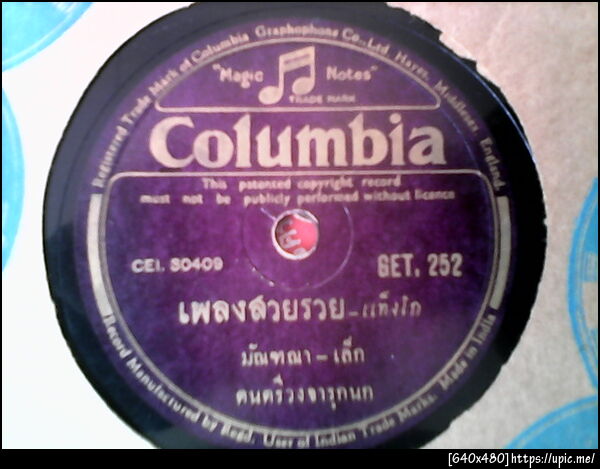 Registered Trade Mark of Columbia Graphophone Co., Ltd. Hayes, Middlesex, England.
"Magic Notes"
TRADE MARK
Columbia
This patented copyright record
must not be publicly performed without licence
CEI. 30409
GET. 252
เพลงสวยรวย-แท็งโก
มัณฑณา-เล็ก
ดนตรีวงจารุกนก
Record Manufactured by Regd. User of Indian Trade Marks. Made in India
[640x480]https://upic.me/